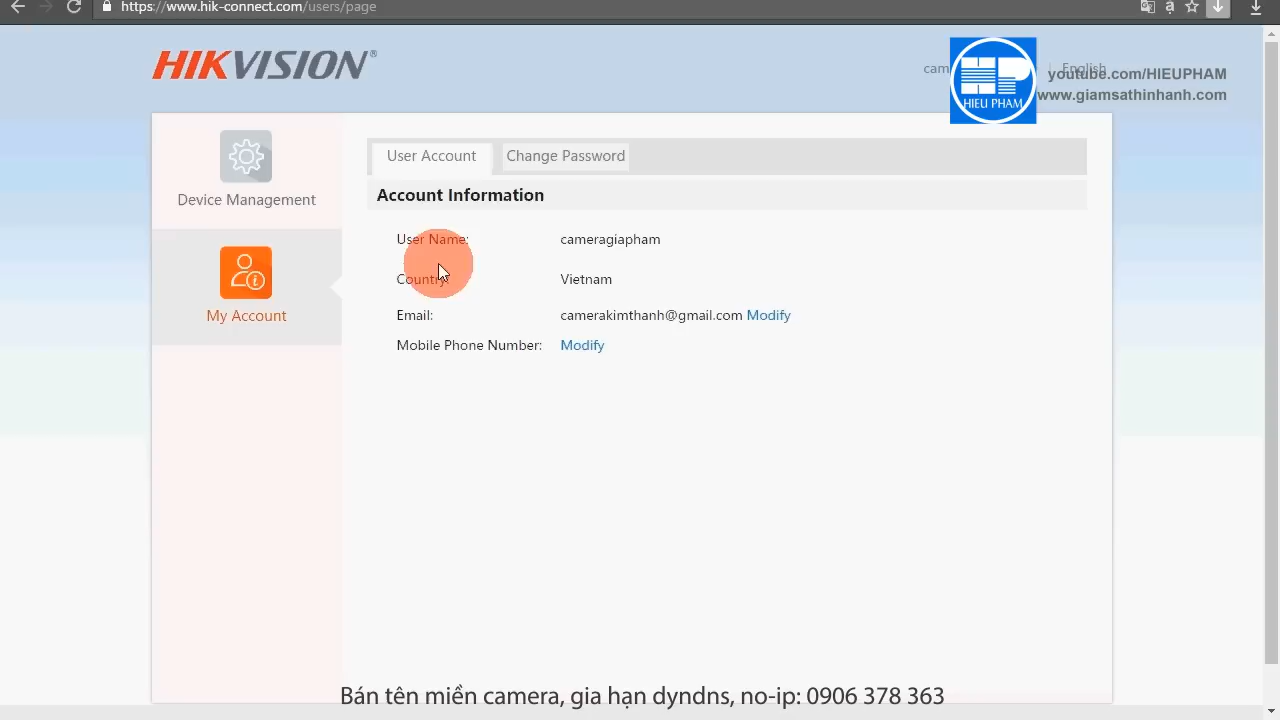 https://www.hik-connect.com/users/page
HIKVISION®
cam
English
HIEU PHAM
youtube.com/HIEUPHAM
www.giamsathinhanh.com
Device Management
My Account
User Account
Change Password
Account Information
User Name: cameragiapham
Country: Vietnam
Email: camerakimthanh@gmail.com Modify
Mobile Phone Number: Modify
Bán tên miền camera, gia hạn dyndns, no-ip: 0906 378 363